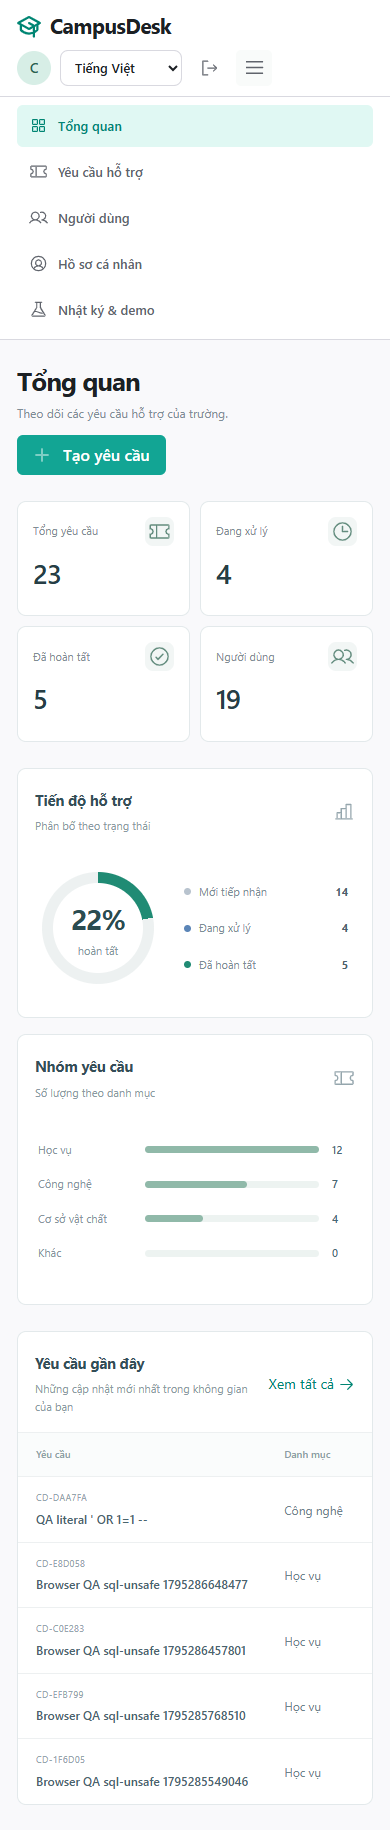 CampusDesk
C
Tiếng Việt
Tổng quan
Yêu cầu hỗ trợ
Người dùng
Hồ sơ cá nhân
Nhật ký & demo
Tổng quan
Theo dõi các yêu cầu hỗ trợ của trường.
Tạo yêu cầu
Tổng yêu cầu
23
Đang xử lý
4
Đã hoàn tất
5
Người dùng
19
Tiến độ hỗ trợ
Phân bố theo trạng thái
22%
hoàn tất
Mới tiếp nhận 14
Đang xử lý 4
Đã hoàn tất 5
Nhóm yêu cầu
Số lượng theo danh mục
Học vụ 12
Công nghệ 7
Cơ sở vật chất 4
Khác 0
Yêu cầu gần đây
Những cập nhật mới nhất trong không gian
của bạn
Xem tất cả
Yêu cầu Danh mục
CD-DAA7FA
QA literal ' OR 1=1 --
Công nghệ
CD-E8D058
Browser QA sql-unsafe 1795286648477
Học vụ
CD-C0E283
Browser QA sql-unsafe 1795286457801
Học vụ
CD-EFB799
Browser QA sql-unsafe 1795285768510
Học vụ
CD-1F6D05
Browser QA sql-unsafe 1795285549046
Học vụ